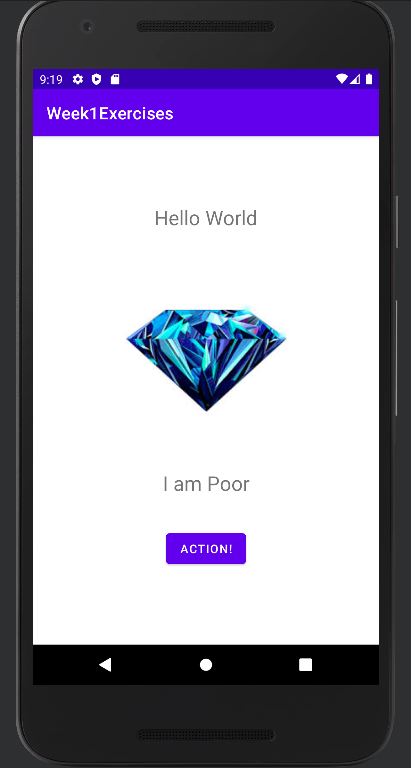 9:19
Week1Exercises
Hello World
I am Poor
ACTION!